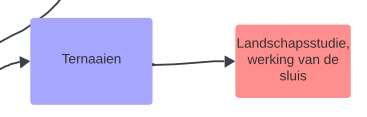 Ternaaien
Landschapsstudie,
werking van de
sluis